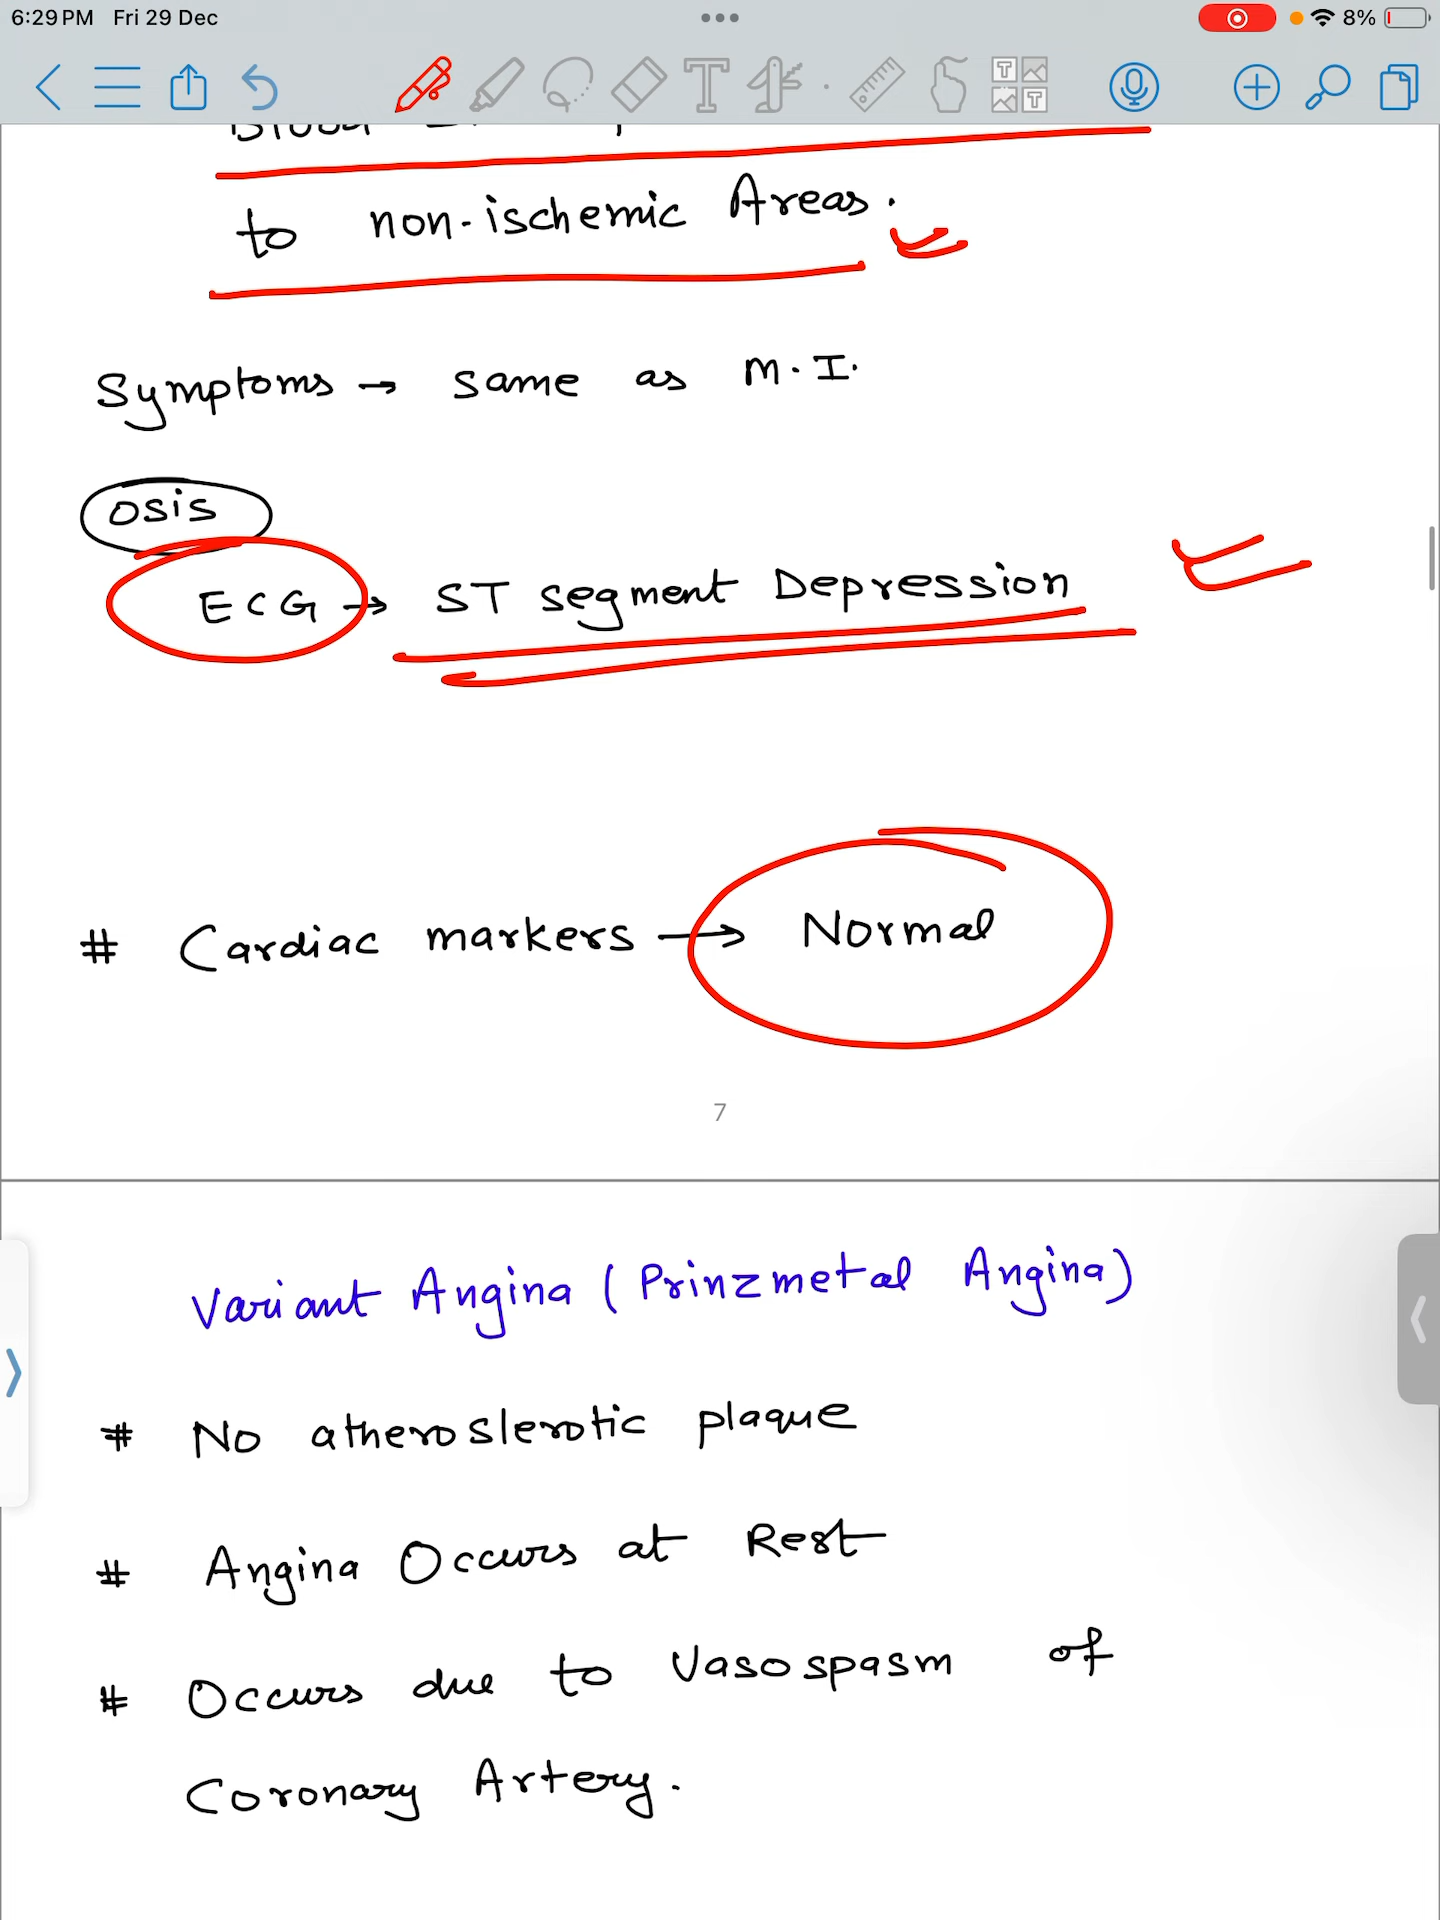 6:29 PM Fri 29 Dec
8%
to non-ischemic Areas.
Symptoms → same as M.I.
OSIS
ECG → ST segment Depression
# Cardiac markers → Normal
7
Variant Angina (Prinzmetal Angina)
# No atheroslerotic plaque
# Angina Occurs at Rest
# Occurs due to Vasospasm of
Coronary Artery.